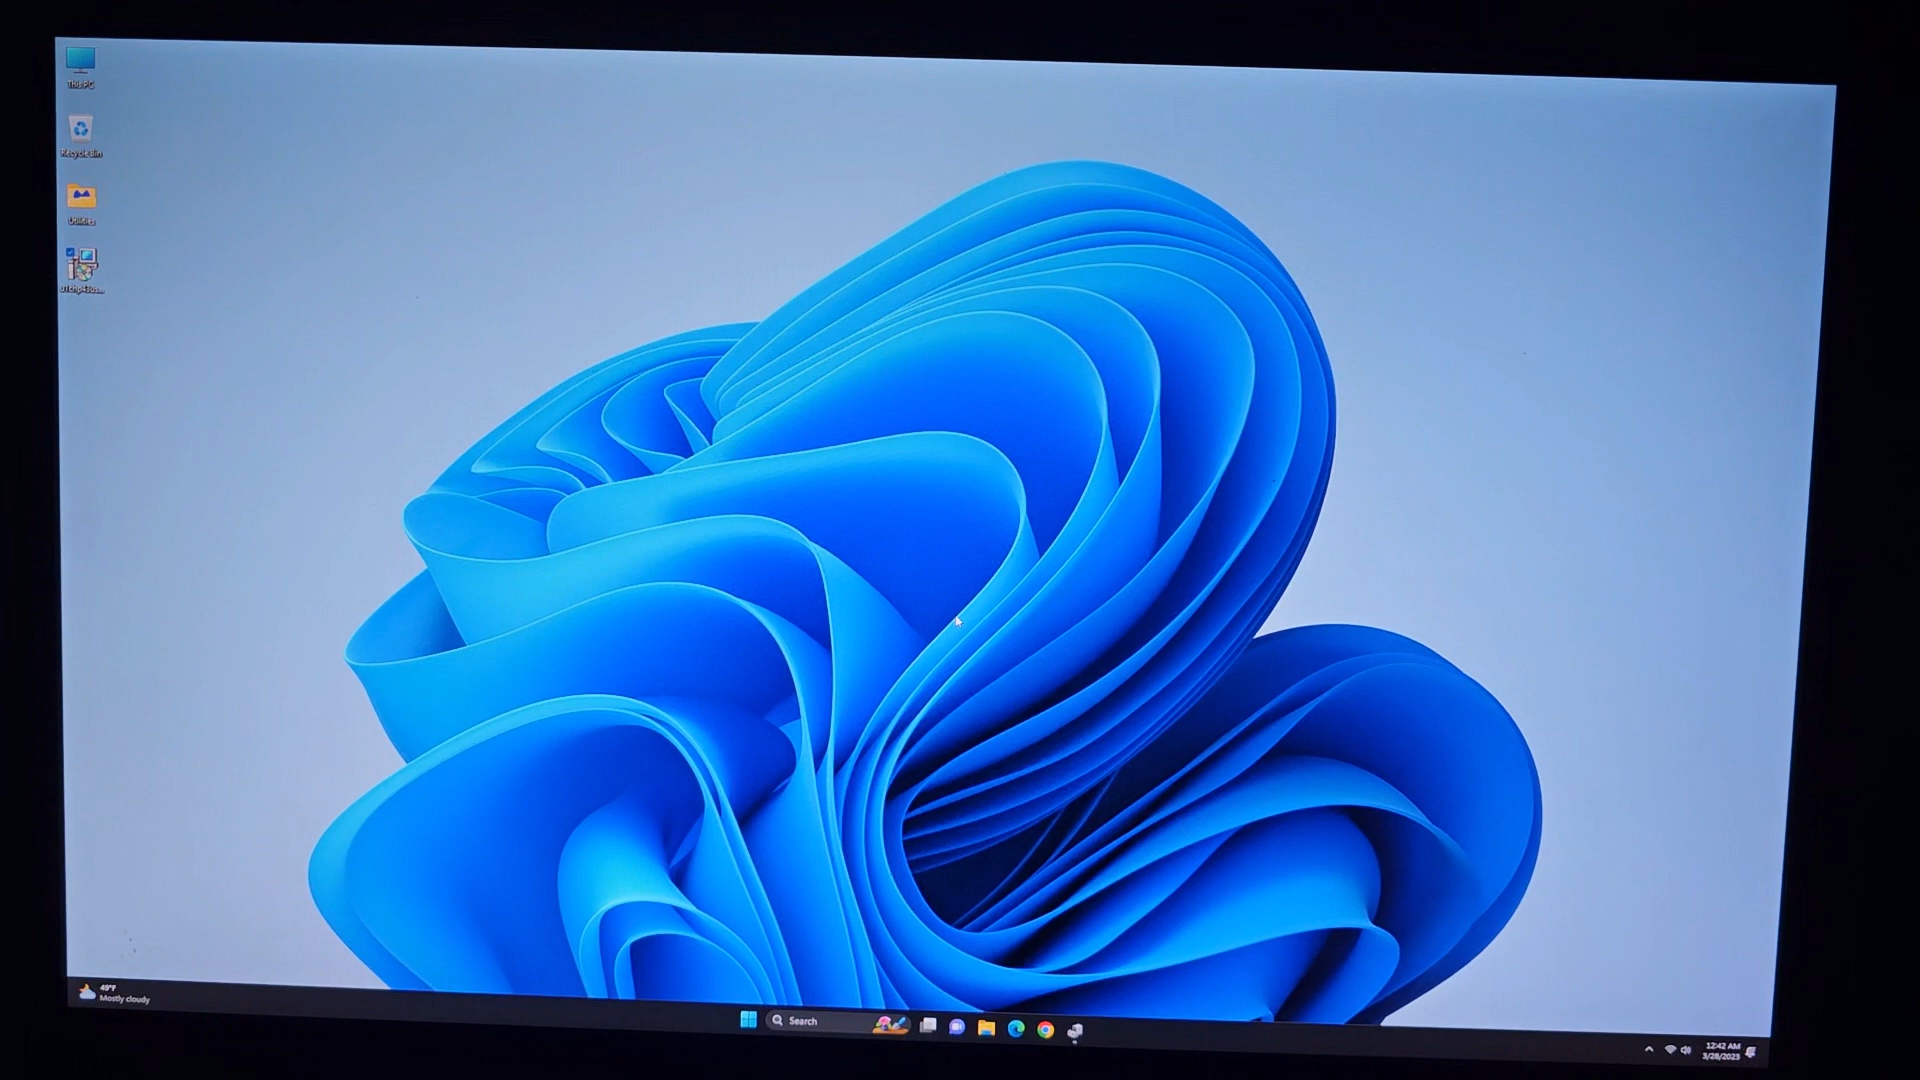 This PC
Recycle Bin
Utilities
49°F
Mostly cloudy
Search
12:42 AM
3/28/2023